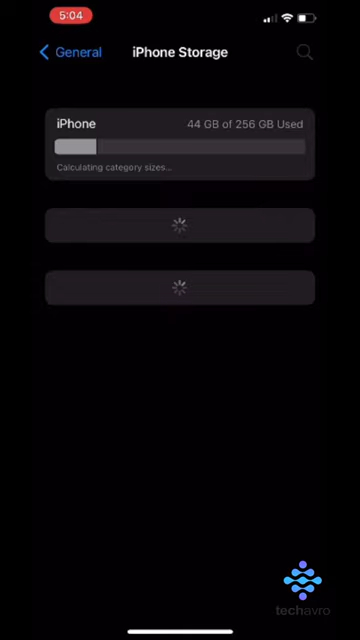 5:04
General
iPhone Storage
iPhone
44 GB of 256 GB Used
Calculating category sizes...
techavro